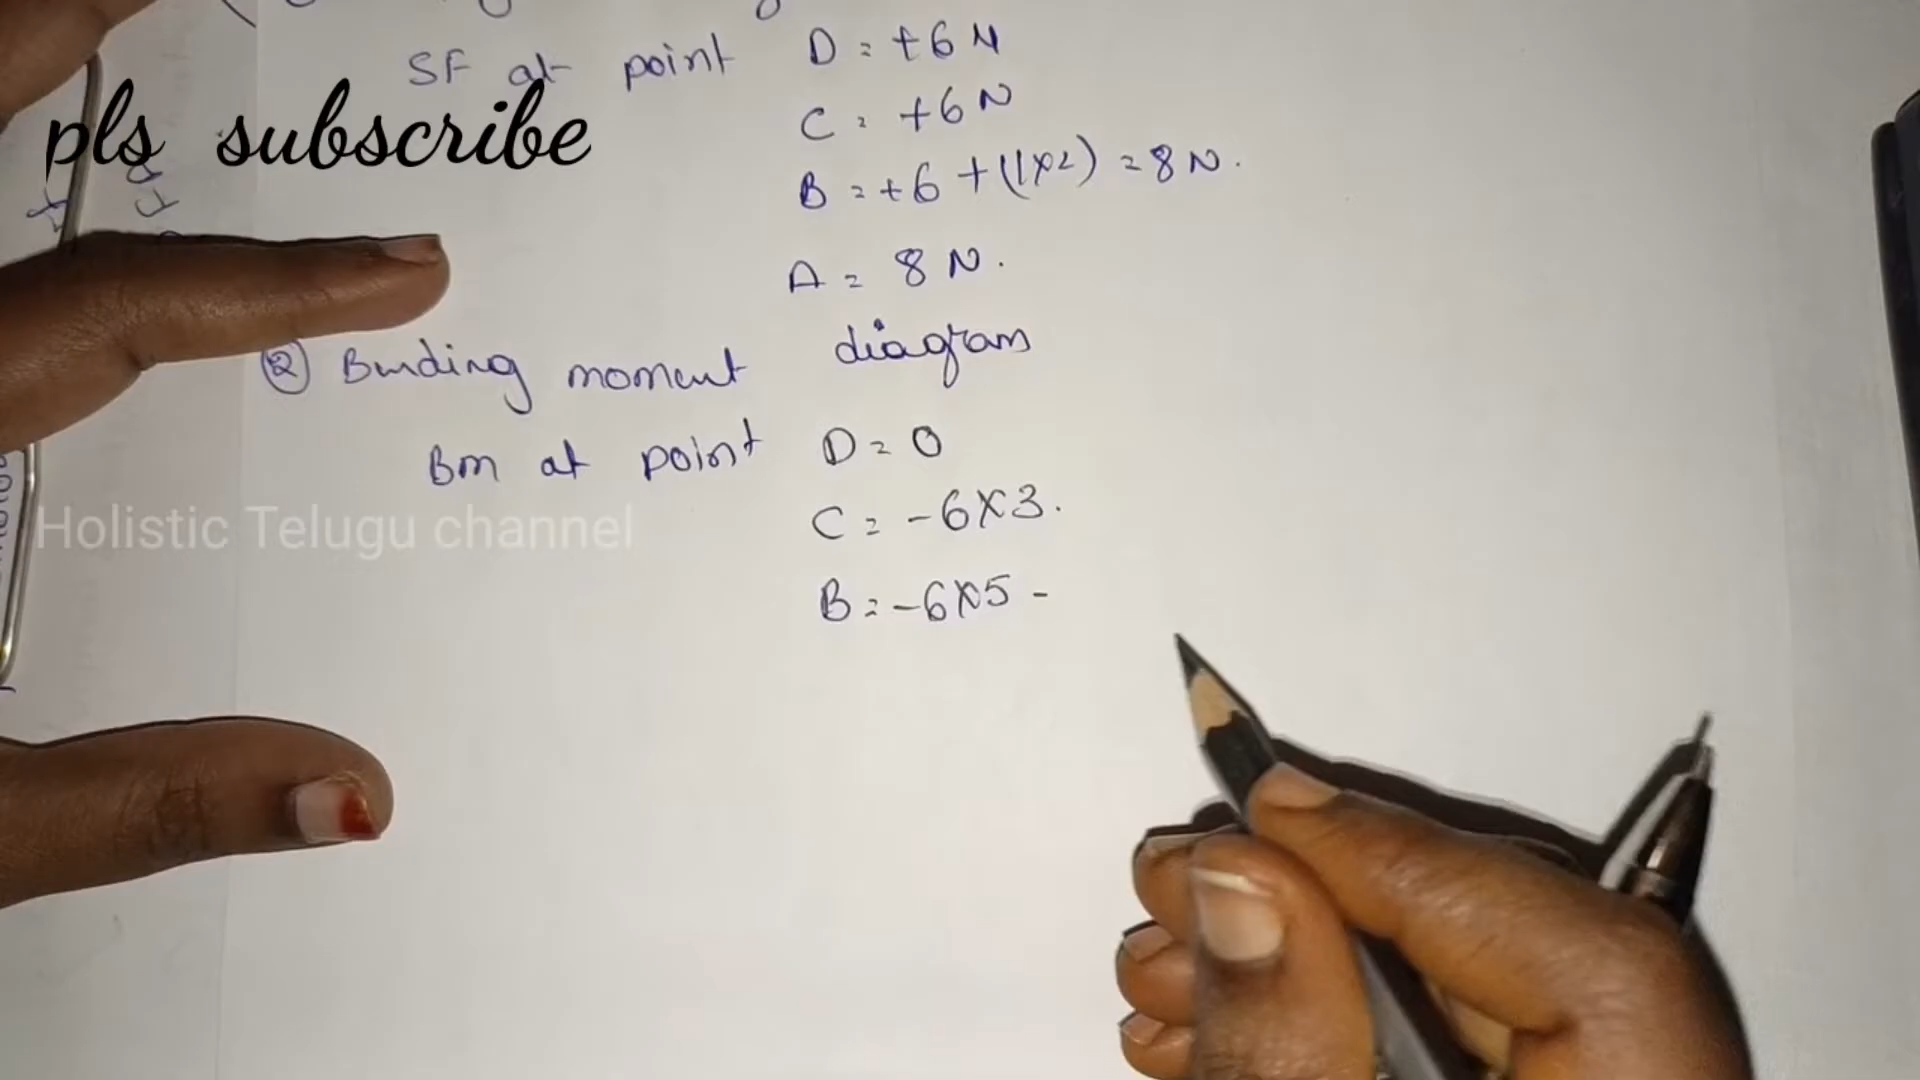 SF at point D = +6 N
pls subscribe
C = +6 N
B = +6 + (1×2) = 8 N.
A = 8 N.
② Bending moment diagram
BM at point D = 0
Holistic Telugu channel
C = -6×3.
B = -6×5 -